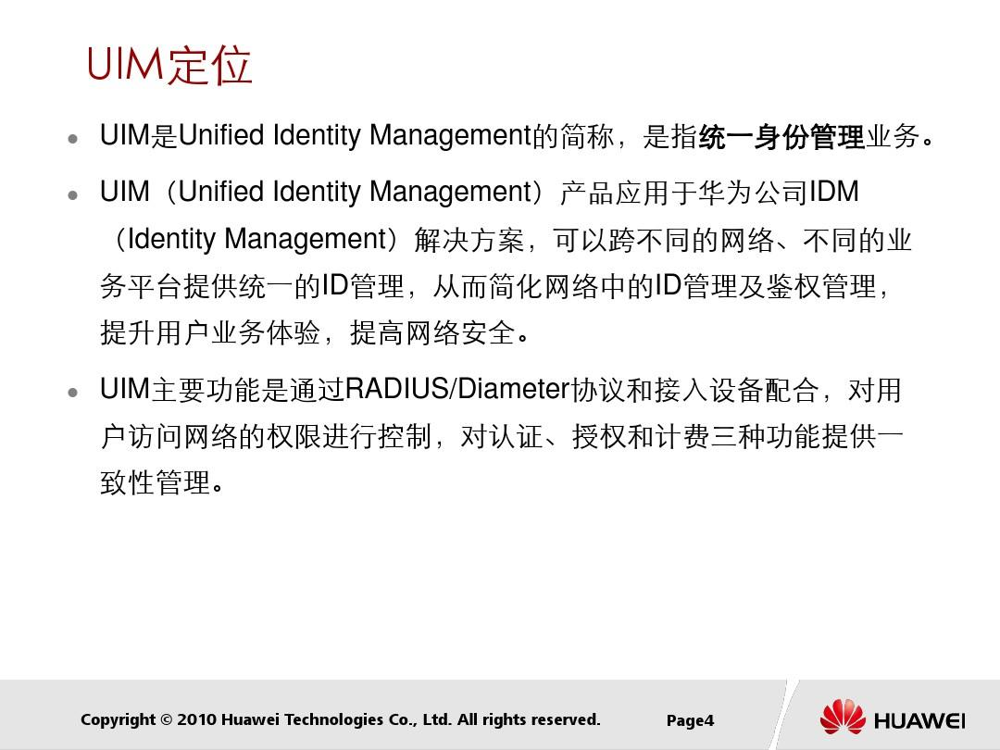 UIM定位
UIM是Unified Identity Management的简称，是指统一身份管理业务。
UIM（Unified Identity Management）产品应用于华为公司IDM
（Identity Management）解决方案，可以跨不同的网络、不同的业
务平台提供统一的ID管理，从而简化网络中的ID管理及鉴权管理，
提升用户业务体验，提高网络安全。
UIM主要功能是通过RADIUS/Diameter协议和接入设备配合，对用
户访问网络的权限进行控制，对认证、授权和计费三种功能提供一
致性管理。
Copyright © 2010 Huawei Technologies Co., Ltd. All rights reserved.
Page4
HUAWEI